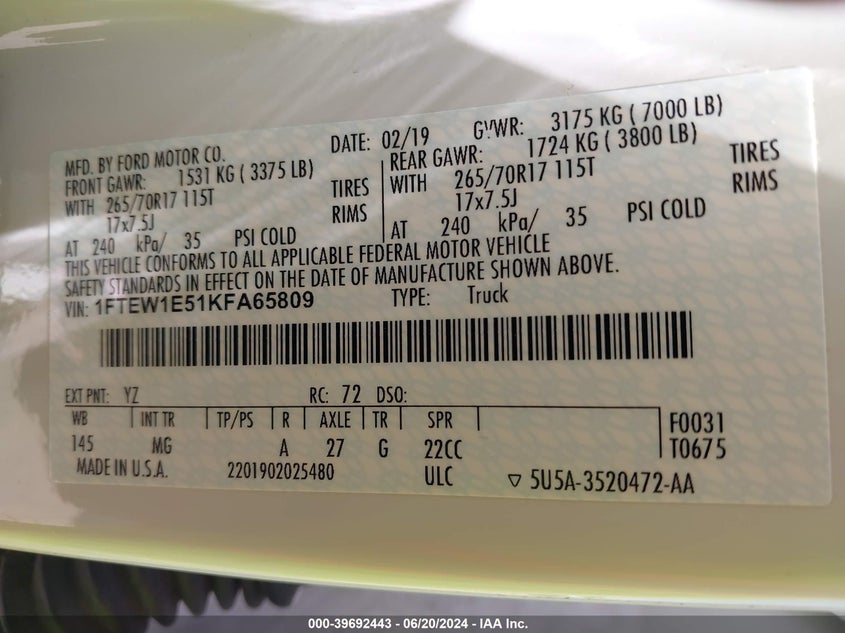 MFD. BY FORD MOTOR CO. DATE: 02/19 GVWR: 3175 KG ( 7000 LB)
FRONT GAWR: 1531 KG ( 3375 LB) REAR GAWR: 1724 KG ( 3800 LB)
WITH 265/70R17 115T TIRES WITH 265/70R17 115T TIRES
17x7.5J RIMS 17x7.5J RIMS
AT 240 kPa/ 35 PSI COLD AT 240 kPa/ 35 PSI COLD
THIS VEHICLE CONFORMS TO ALL APPLICABLE FEDERAL MOTOR VEHICLE
SAFETY STANDARDS IN EFFECT ON THE DATE OF MANUFACTURE SHOWN ABOVE.
VIN: 1FTEW1E51KFA65809 TYPE: Truck
EXT PNT: YZ RC: 72 DSO:
WB INT TR TP/PS R AXLE TR SPR F0031
145 MG A 27 G 22CC T0675
MADE IN U.S.A. 2201902025480 ULC ▽ 5U5A-3520472-AA
000-39692443 - 06/20/2024 - IAA Inc.